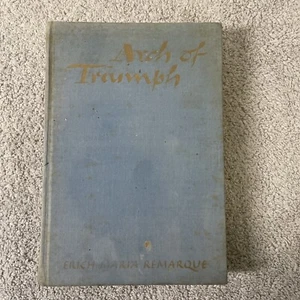 Arch of
Triumph
ERICH MARIA REMARQUE